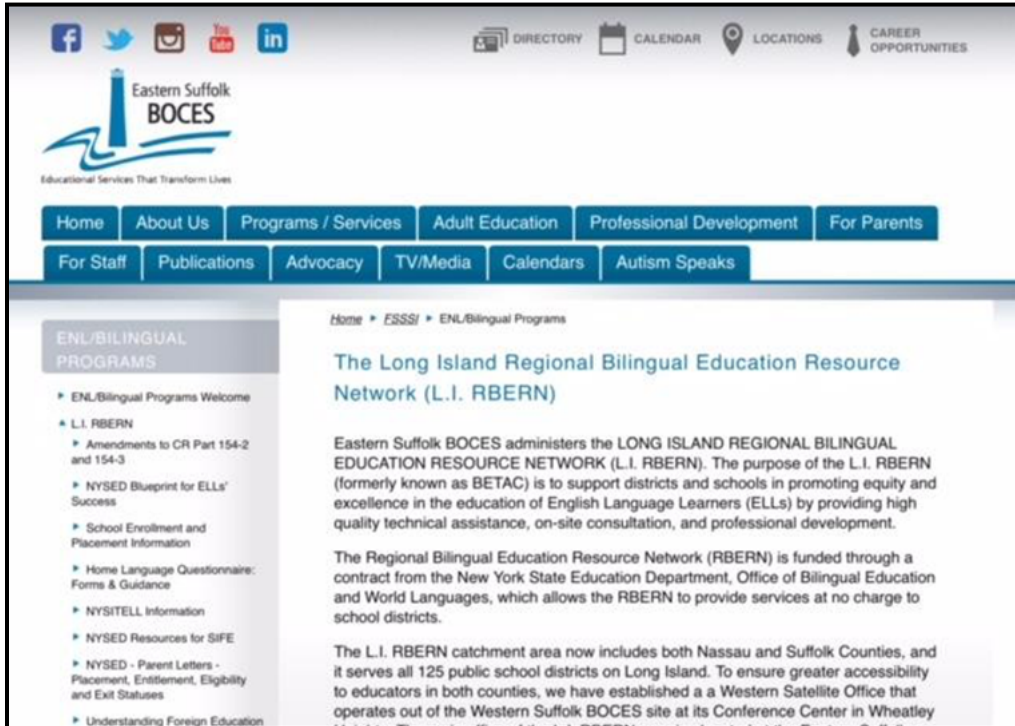 You Tube
DIRECTORY
CALENDAR
LOCATIONS
CAREER
OPPORTUNITIES
Eastern Suffolk
BOCES
Educational Services That Transform Lives
Home About Us Programs / Services Adult Education Professional Development For Parents
For Staff Publications Advocacy TV/Media Calendars Autism Speaks
ENL/BILINGUAL
PROGRAMS
ENL/Bilingual Programs Welcome
L.I. RBERN
Amendments to CR Part 154-2
and 154-3
NYSED Blueprint for ELLs'
Success
School Enrollment and
Placement Information
Home Language Questionnaire:
Forms & Guidance
NYSITELL Information
NYSED Resources for SIFE
NYSED - Parent Letters -
Placement, Entitlement, Eligibility
and Exit Statuses
Understanding Foreign Education
Home ESSSI ENL/Bilingual Programs
The Long Island Regional Bilingual Education Resource
Network (L.I. RBERN)
Eastern Suffolk BOCES administers the LONG ISLAND REGIONAL BILINGUAL
EDUCATION RESOURCE NETWORK (L.I. RBERN). The purpose of the L.I. RBERN
(formerly known as BETAC) is to support districts and schools in promoting equity and
excellence in the education of English Language Learners (ELLs) by providing high
quality technical assistance, on-site consultation, and professional development.
The Regional Bilingual Education Resource Network (RBERN) is funded through a
contract from the New York State Education Department, Office of Bilingual Education
and World Languages, which allows the RBERN to provide services at no charge to
school districts.
The L.I. RBERN catchment area now includes both Nassau and Suffolk Counties, and
it serves all 125 public school districts on Long Island. To ensure greater accessibility
to educators in both counties, we have established a a Western Satellite Office that
operates out of the Western Suffolk BOCES site at its Conference Center in Wheatley